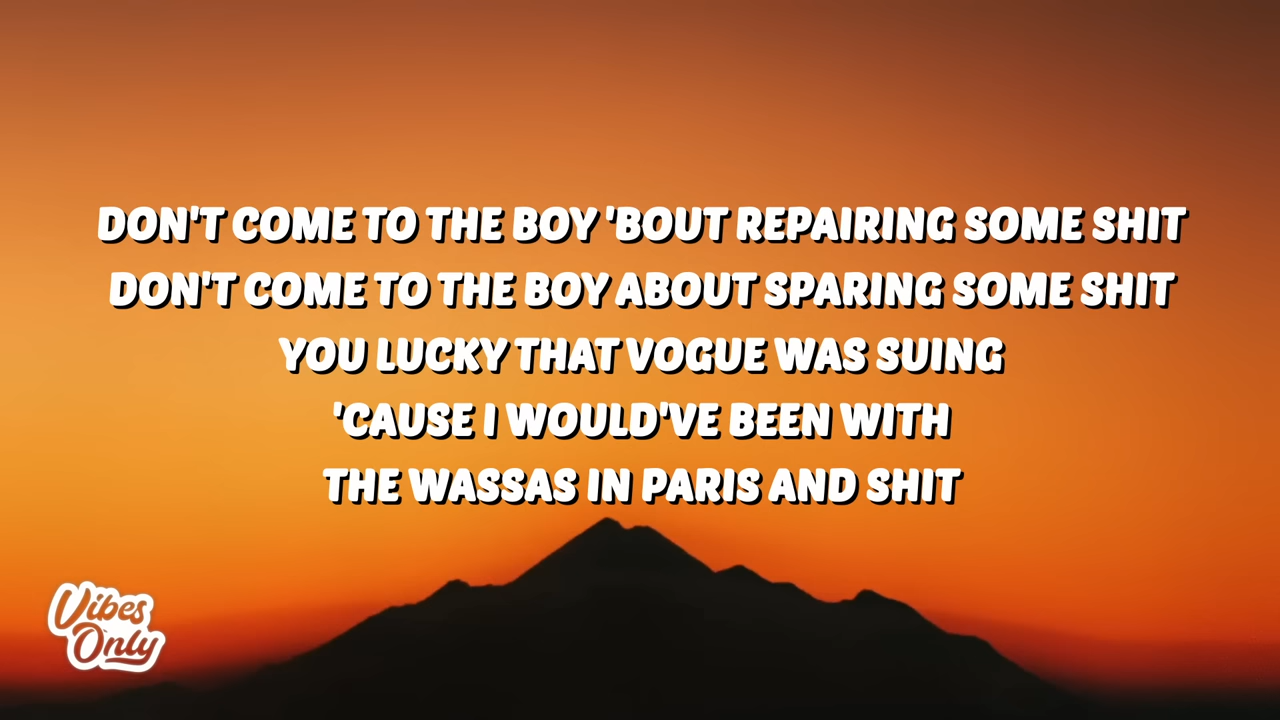 DON'T COME TO THE BOY 'BOUT REPAIRING SOME SHIT
DON'T COME TO THE BOY ABOUT SPARING SOME SHIT
YOU LUCKY THAT VOGUE WAS SUING
'CAUSE I WOULD'VE BEEN WITH
THE WASSAS IN PARIS AND SHIT
Vibes
Only